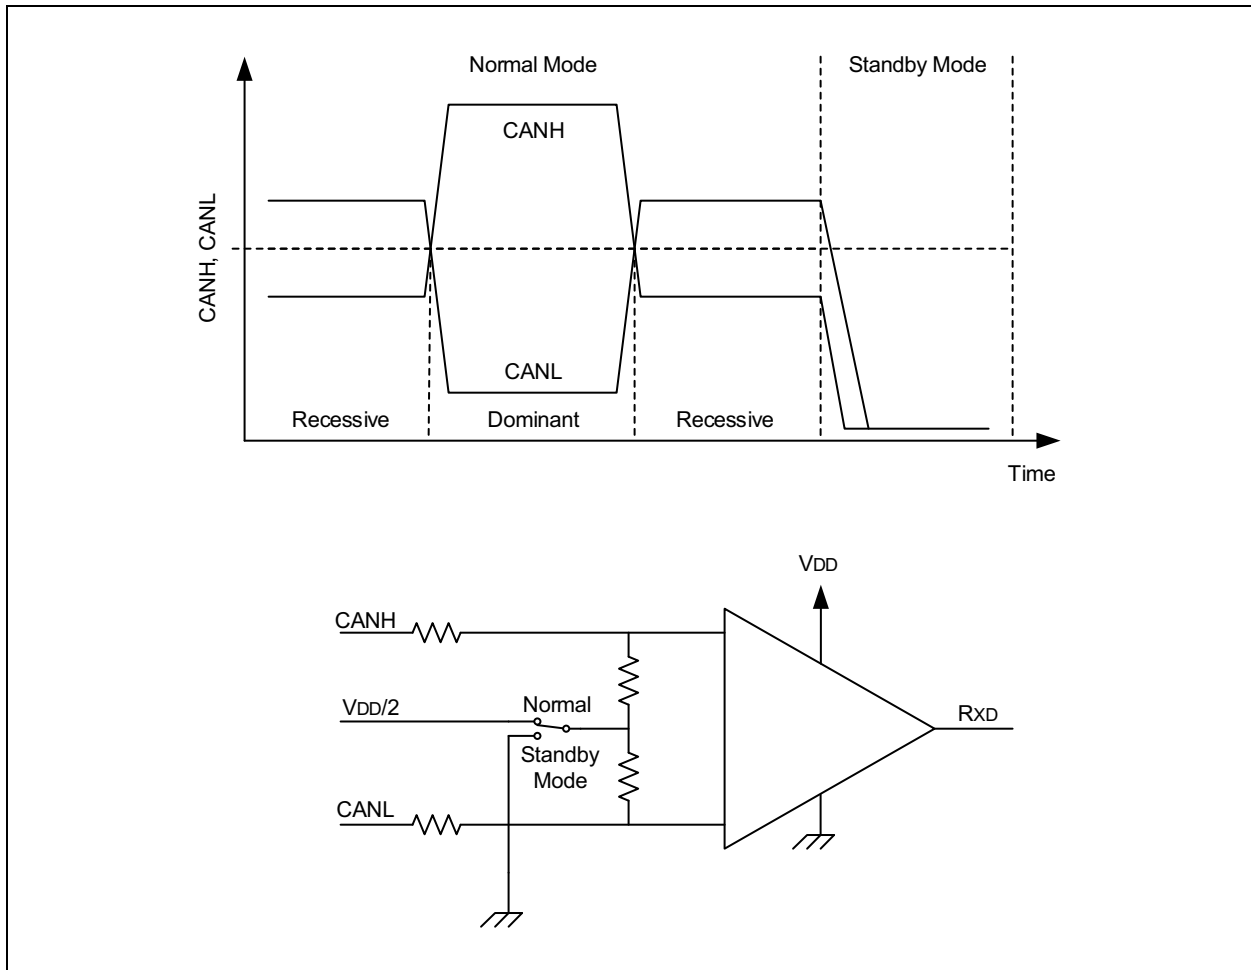 Normal Mode
Standby Mode
CANH
CANH, CANL
CANL
Recessive
Dominant
Recessive
Time
VDD
CANH
VDD/2
Normal
RXD
Standby
Mode
CANL